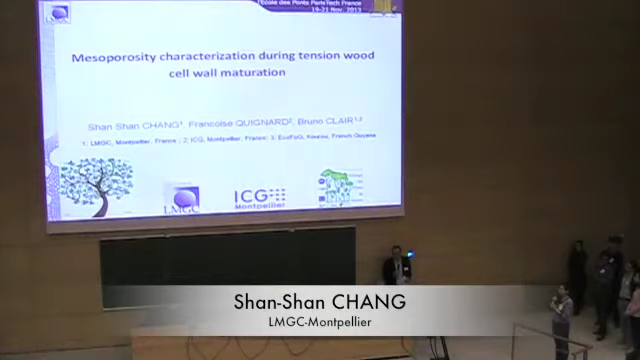 LMGC
l'Ecole des Ponts ParisTech France
19-21 Nov. 2013
Mesoporosity characterization during tension wood
cell wall maturation
Shan Shan CHANG¹, Francoise QUIGNARD², Bruno CLAIR¹,³
1: LMGC, Montpellier, France ; 2: ICG, Montpellier, France; 3: EcoFoG, Kourou, French Guyana
LMGC
ICG
Montpellier
Shan-Shan CHANG
LMGC-Montpellier